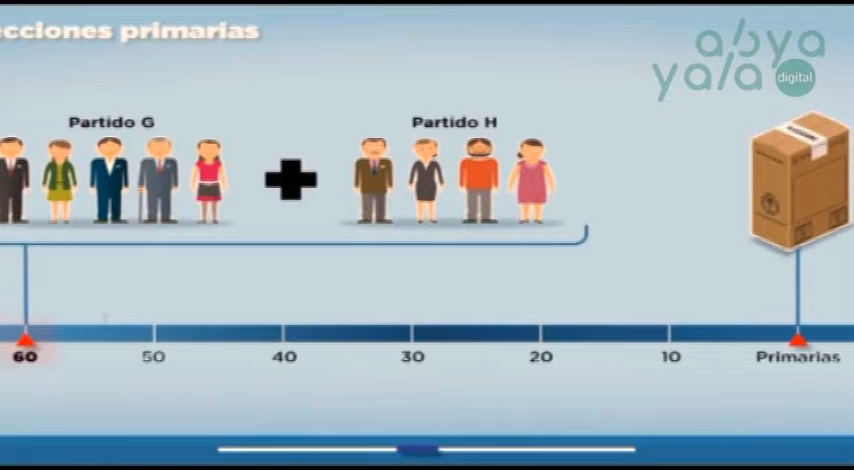 ecciones primarias
abya
yala digital
Partido G
Partido H
60 50 40 30 20 10 Primarias